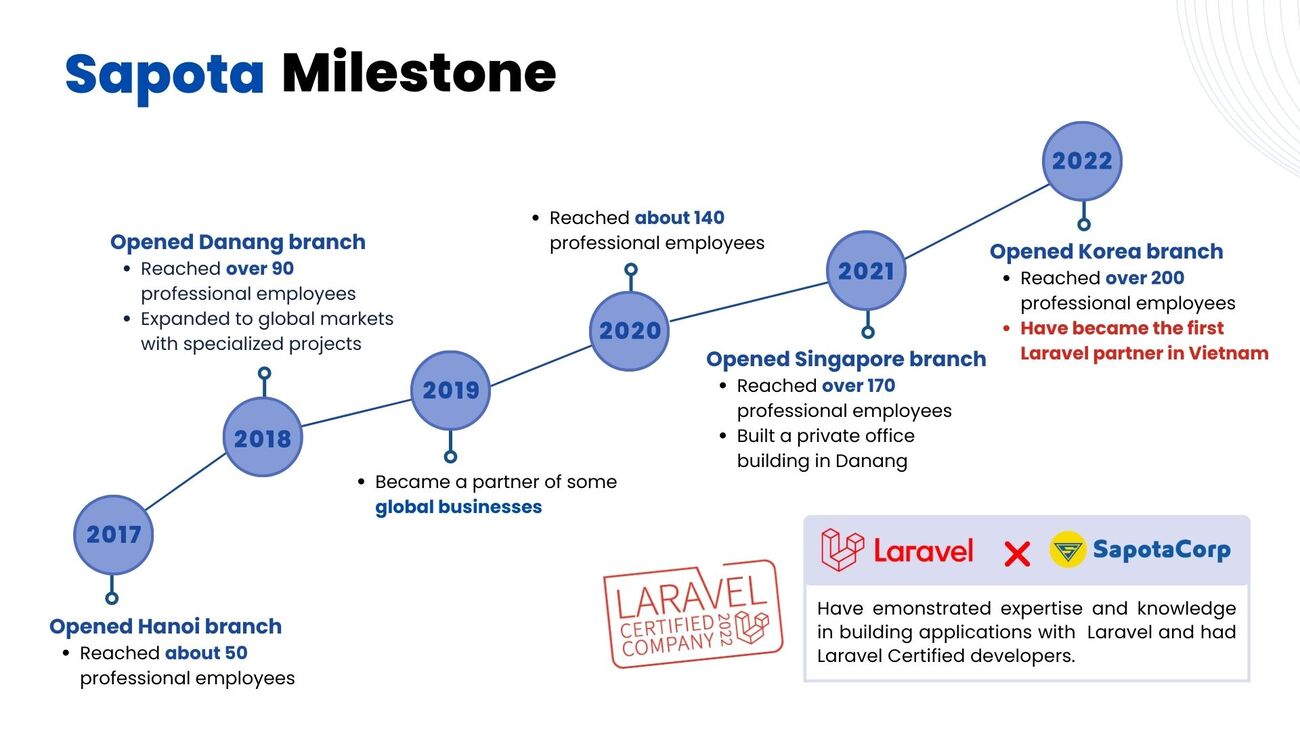 Sapota Milestone
2017
Opened Hanoi branch
• Reached about 50
professional employees
2018
Opened Danang branch
• Reached over 90
professional employees
• Expanded to global markets
with specialized projects
2019
• Became a partner of some
global businesses
2020
• Reached about 140
professional employees
2021
Opened Singapore branch
• Reached over 170
professional employees
• Built a private office
building in Danang
2022
Opened Korea branch
• Reached over 200
professional employees
• Have became the first
Laravel partner in Vietnam
LARAVEL
CERTIFIED
COMPANY
2022
Laravel X SapotaCorp
Have emonstrated expertise and knowledge
in building applications with Laravel and had
Laravel Certified developers.